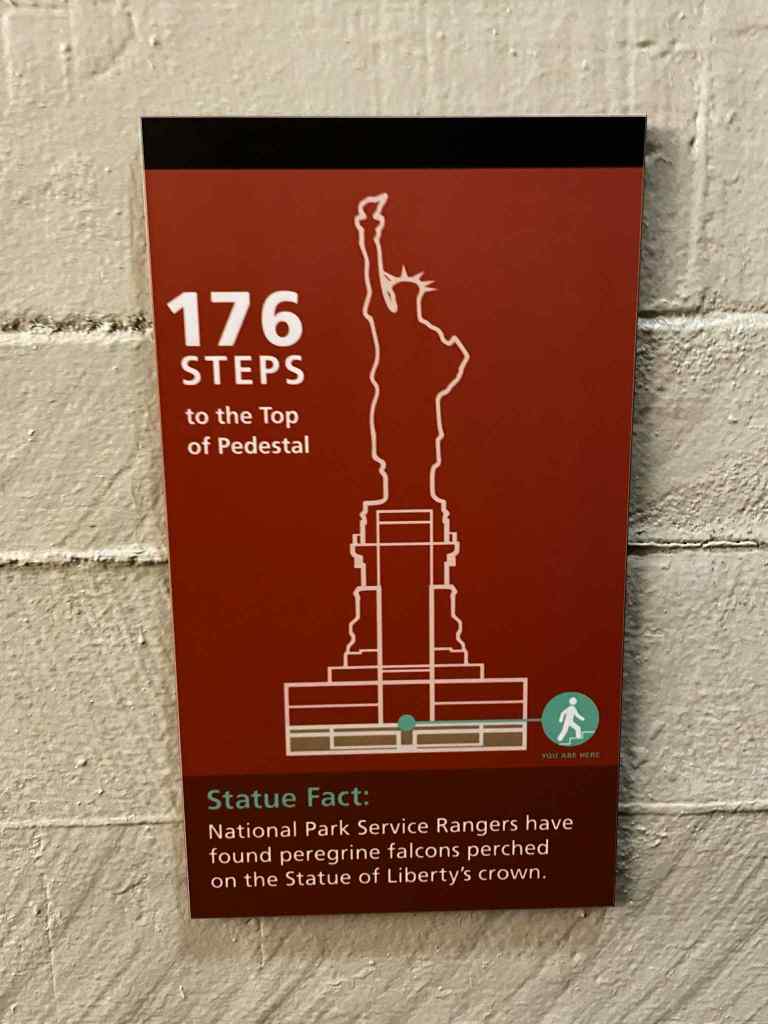 176
STEPS
to the Top
of Pedestal
YOU ARE HERE
Statue Fact:
National Park Service Rangers have
found peregrine falcons perched
on the Statue of Liberty's crown.